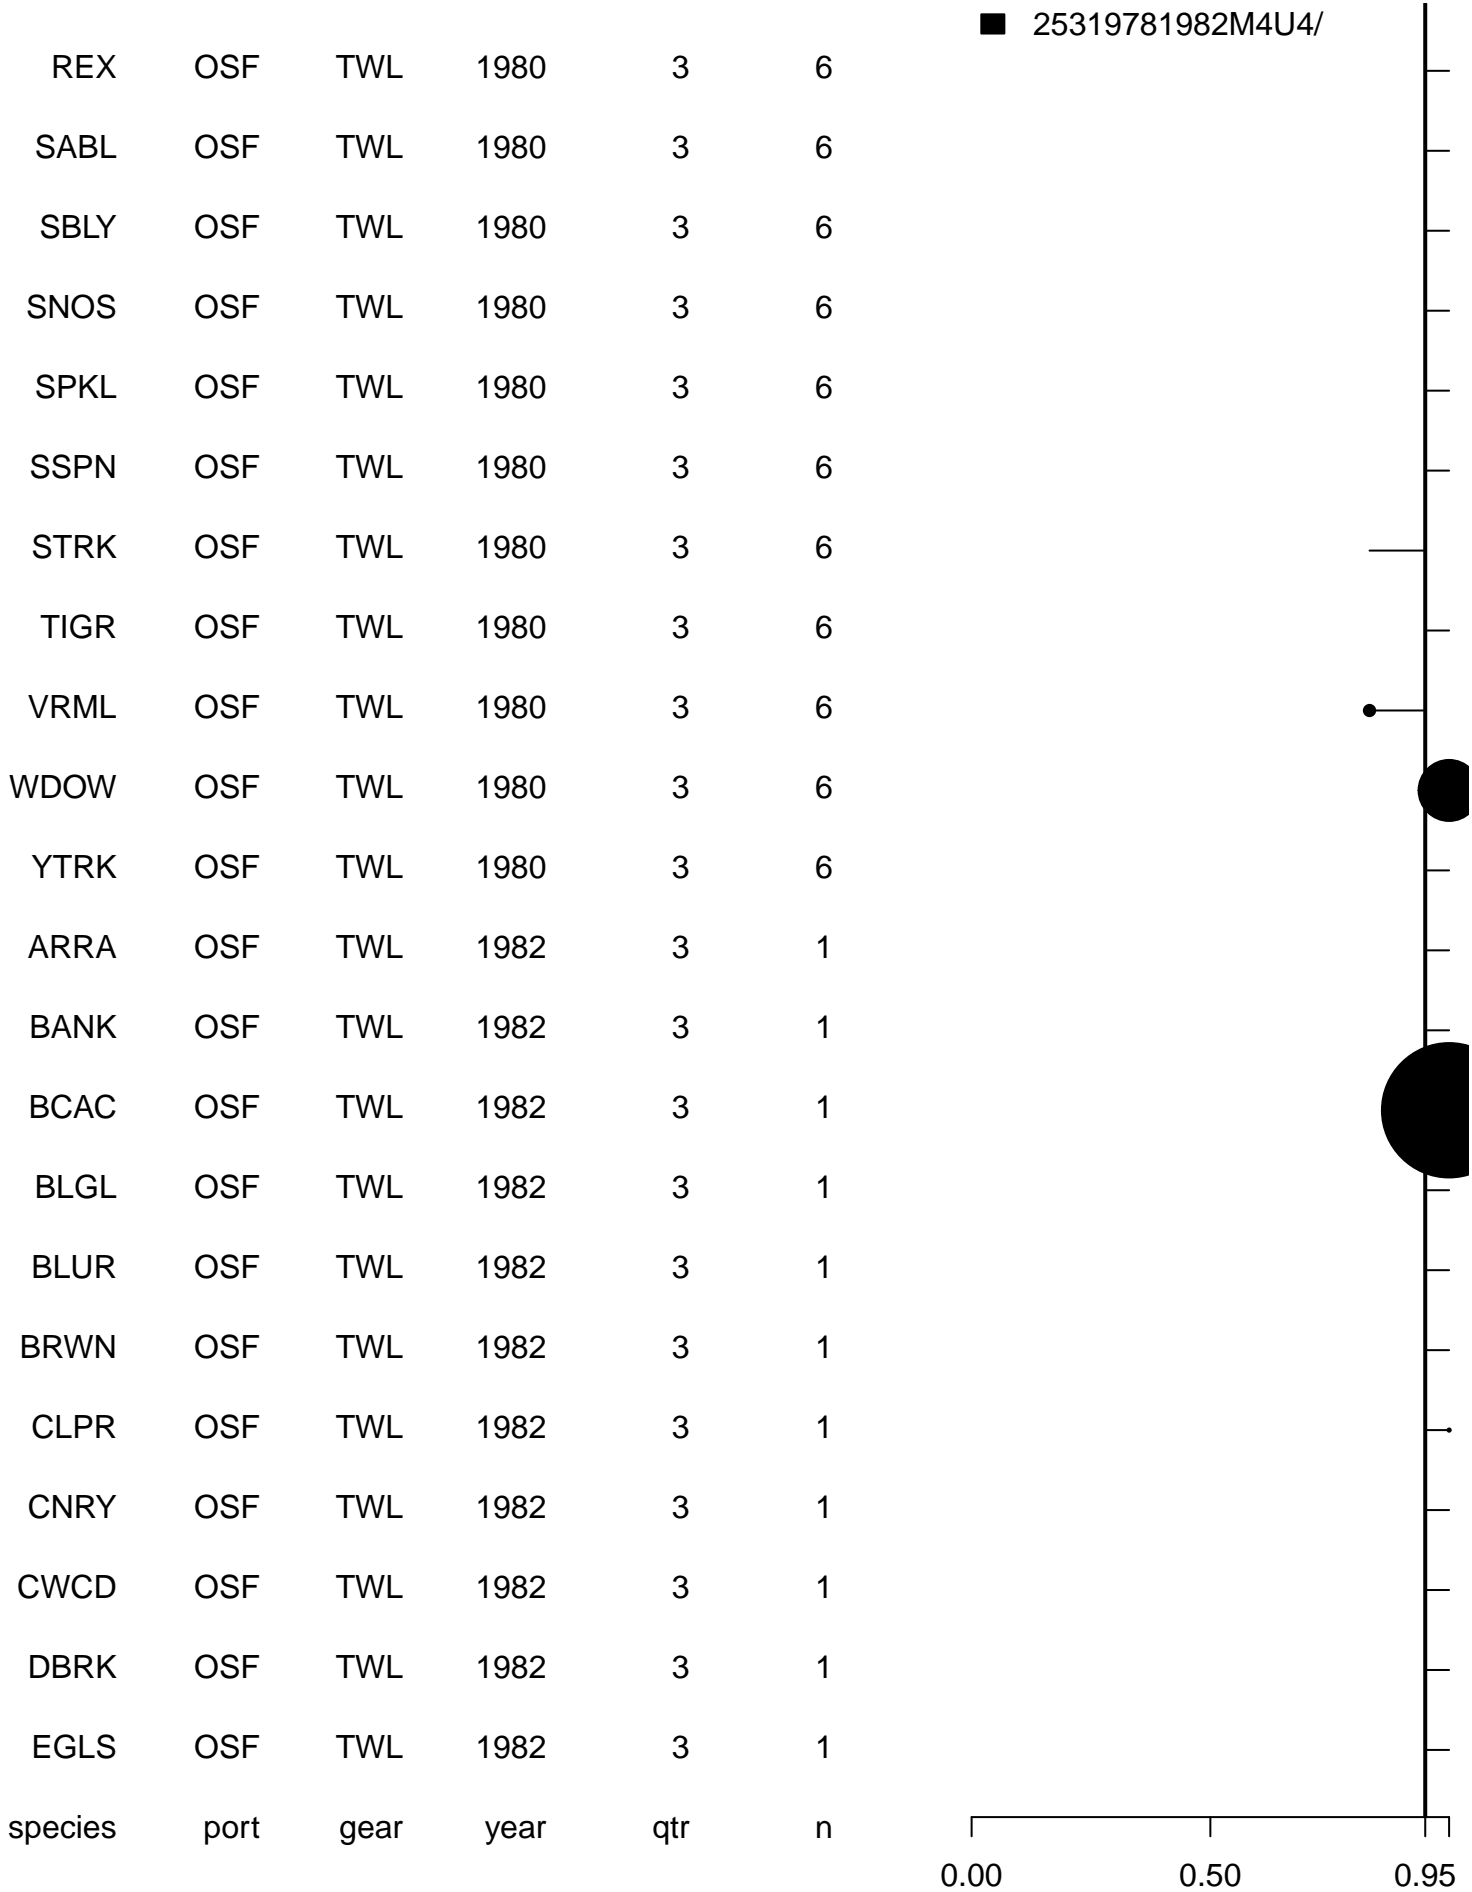 25319781982M4U4/
REX OSF TWL 1980 3 6
SABL OSF TWL 1980 3 6
SBLY OSF TWL 1980 3 6
SNOS OSF TWL 1980 3 6
SPKL OSF TWL 1980 3 6
SSPN OSF TWL 1980 3 6
STRK OSF TWL 1980 3 6
TIGR OSF TWL 1980 3 6
VRML OSF TWL 1980 3 6
WDOW OSF TWL 1980 3 6
YTRK OSF TWL 1980 3 6
ARRA OSF TWL 1982 3 1
BANK OSF TWL 1982 3 1
BCAC OSF TWL 1982 3 1
BLGL OSF TWL 1982 3 1
BLUR OSF TWL 1982 3 1
BRWN OSF TWL 1982 3 1
CLPR OSF TWL 1982 3 1
CNRY OSF TWL 1982 3 1
CWCD OSF TWL 1982 3 1
DBRK OSF TWL 1982 3 1
EGLS OSF TWL 1982 3 1
species port gear year qtr n
0.00 0.50 0.95